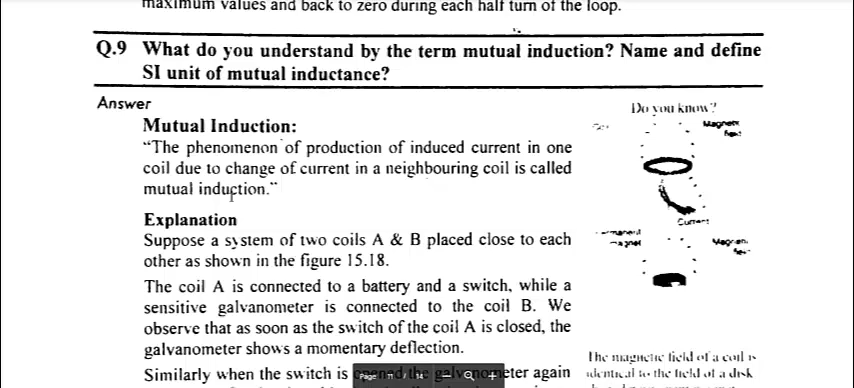 maximum values and back to zero during each half turn of the loop.
Q.9 What do you understand by the term mutual induction? Name and define
SI unit of mutual inductance?
Answer
Do you know?
Mutual Induction:
Magnetic
field
"The phenomenon of production of induced current in one
coil due to change of current in a neighbouring coil is called
mutual induction."
Current
Explanation
Suppose a system of two coils A & B placed close to each
other as shown in the figure 15.18.
The coil A is connected to a battery and a switch, while a
sensitive galvanometer is connected to the coil B. We
observe that as soon as the switch of the coil A is closed, the
galvanometer shows a momentary deflection.
Similarly when the switch is opened the galvanometer again
The magnetic field of a coil is
identical to the field of a disk
Page 11 / 14